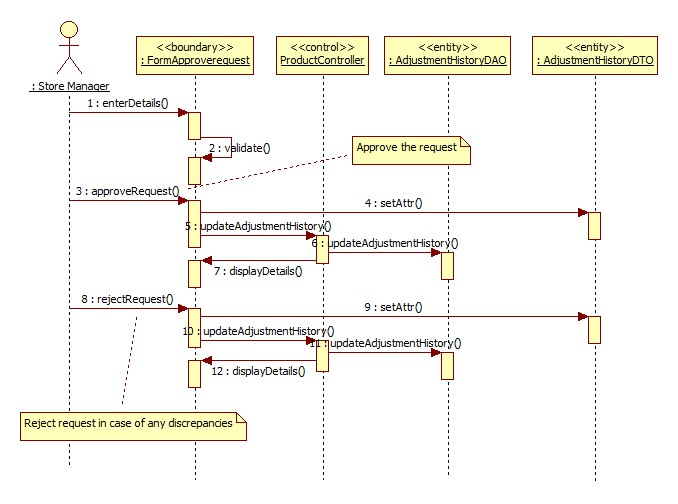 <<boundary>>
: FormApproverequest
<<control>>
ProductController
<<entity>>
: AdjustmentHistoryDAO
<<entity>>
: AdjustmentHistoryDTO
: Store Manager
1 : enterDetails()
2 : validate()
Approve the request
3 : approveRequest()
4 : setAttr()
5 : updateAdjustmentHistory()
6 : updateAdjustmentHistory()
7 : displayDetails()
8 : rejectRequest()
9 : setAttr()
10 : updateAdjustmentHistory()
11 : updateAdjustmentHistory()
12 : displayDetails()
Reject request in case of any discrepancies